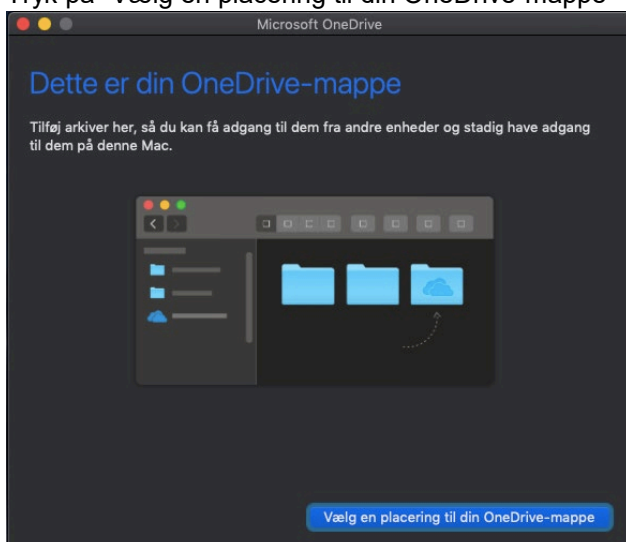 Tryk på "Vælg en placering til din OneDrive-mappe"
Microsoft OneDrive
Dette er din OneDrive-mappe
Tilføj arkiver her, så du kan få adgang til dem fra andre enheder og stadig have adgang
til dem på denne Mac.
Vælg en placering til din OneDrive-mappe